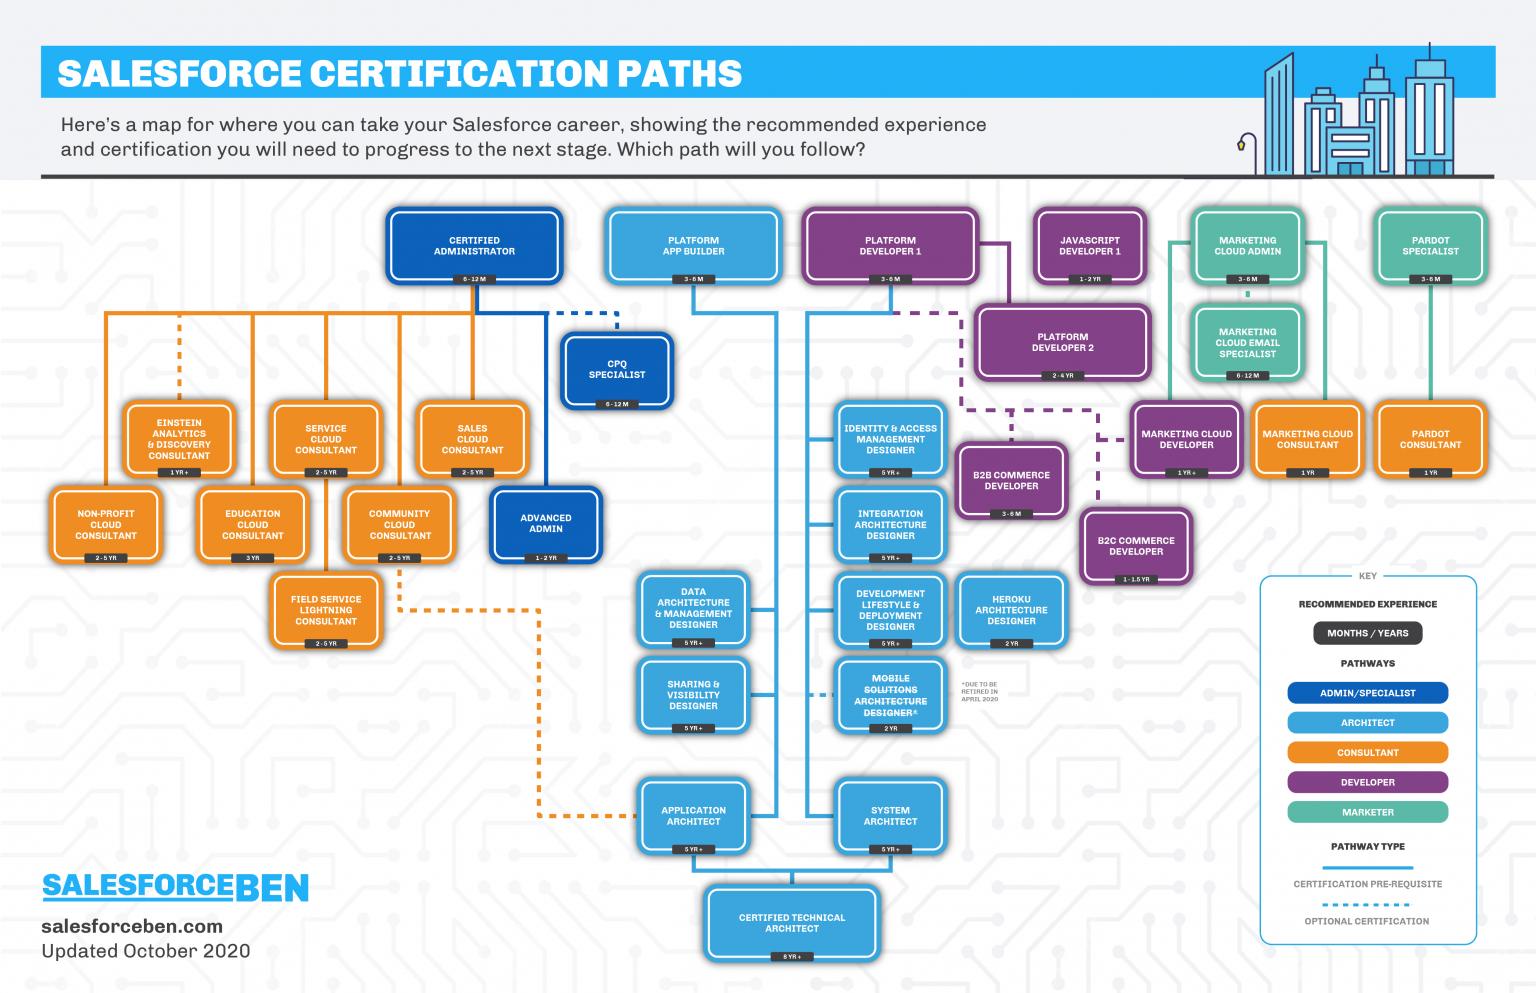 SALESFORCE CERTIFICATION PATHS
Here's a map for where you can take your Salesforce career, showing the recommended experience
and certification you will need to progress to the next stage. Which path will you follow?
CERTIFIED
ADMINISTRATOR
6 - 12 M
PLATFORM
APP BUILDER
3 - 6 M
PLATFORM
DEVELOPER 1
3 - 6 M
JAVASCRIPT
DEVELOPER 1
1 - 2 YR
MARKETING
CLOUD ADMIN
3 - 6 M
PARDOT
SPECIALIST
3 - 6 M
CPQ
SPECIALIST
6 - 12 M
PLATFORM
DEVELOPER 2
2 - 4 YR
MARKETING
CLOUD EMAIL
SPECIALIST
6 - 12 M
EINSTEIN
ANALYTICS
& DISCOVERY
CONSULTANT
1 YR +
SERVICE
CLOUD
CONSULTANT
2 - 5 YR
SALES
CLOUD
CONSULTANT
2 - 5 YR
IDENTITY & ACCESS
MANAGEMENT
DESIGNER
5 YR +
B2B COMMERCE
DEVELOPER
3 - 6 M
MARKETING CLOUD
DEVELOPER
1 YR +
MARKETING CLOUD
CONSULTANT
1 YR
PARDOT
CONSULTANT
1 YR
NON-PROFIT
CLOUD
CONSULTANT
2 - 5 YR
EDUCATION
CLOUD
CONSULTANT
3 YR
COMMUNITY
CLOUD
CONSULTANT
2 - 5 YR
ADVANCED
ADMIN
1 - 2 YR
INTEGRATION
ARCHITECTURE
DESIGNER
5 YR +
B2C COMMERCE
DEVELOPER
1 - 1.5 YR
FIELD SERVICE
LIGHTNING
CONSULTANT
2 - 5 YR
DATA
ARCHITECTURE
& MANAGEMENT
DESIGNER
5 YR +
DEVELOPMENT
LIFESTYLE &
DEPLOYMENT
DESIGNER
5 YR +
HEROKU
ARCHITECTURE
DESIGNER
2 YR
SHARING &
VISIBILITY
DESIGNER
5 YR +
MOBILE
SOLUTIONS
ARCHITECTURE
DESIGNER*
2 YR
*DUE TO BE
RETIRED IN
APRIL 2020
APPLICATION
ARCHITECT
5 YR +
SYSTEM
ARCHITECT
5 YR +
CERTIFIED TECHNICAL
ARCHITECT
8 YR +
KEY
RECOMMENDED EXPERIENCE
MONTHS / YEARS
PATHWAYS
ADMIN/SPECIALIST
ARCHITECT
CONSULTANT
DEVELOPER
MARKETER
PATHWAY TYPE
CERTIFICATION PRE-REQUISITE
OPTIONAL CERTIFICATION
SALESFORCEBEN
salesforceben.com
Updated October 2020